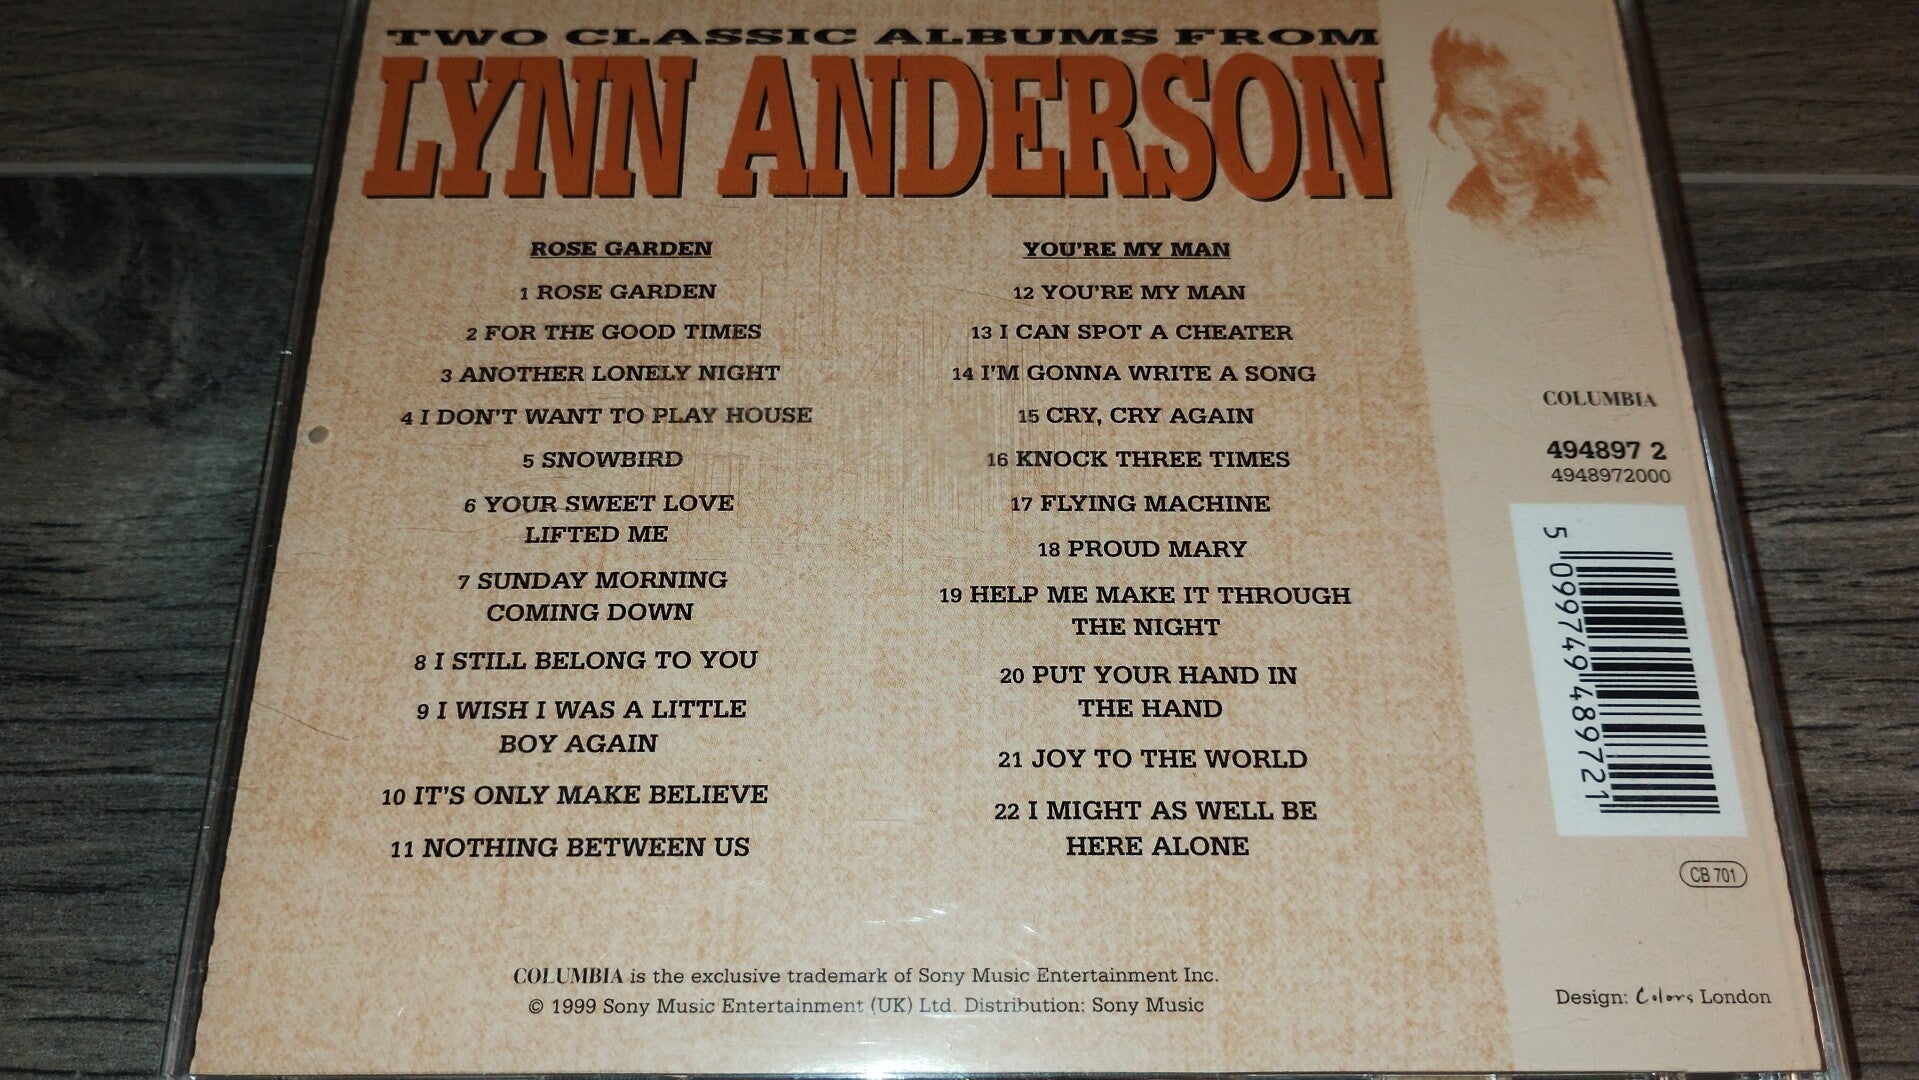 TWO CLASSIC ALBUMS FROM
LYNN ANDERSON
ROSE GARDEN
1 ROSE GARDEN
2 FOR THE GOOD TIMES
3 ANOTHER LONELY NIGHT
4 I DON'T WANT TO PLAY HOUSE
5 SNOWBIRD
6 YOUR SWEET LOVE
LIFTED ME
7 SUNDAY MORNING
COMING DOWN
8 I STILL BELONG TO YOU
9 I WISH I WAS A LITTLE
BOY AGAIN
10 IT'S ONLY MAKE BELIEVE
11 NOTHING BETWEEN US
YOU'RE MY MAN
12 YOU'RE MY MAN
13 I CAN SPOT A CHEATER
14 I'M GONNA WRITE A SONG
15 CRY, CRY AGAIN
16 KNOCK THREE TIMES
17 FLYING MACHINE
18 PROUD MARY
19 HELP ME MAKE IT THROUGH
THE NIGHT
20 PUT YOUR HAND IN
THE HAND
21 JOY TO THE WORLD
22 I MIGHT AS WELL BE
HERE ALONE
COLUMBIA
494897 2
4948972000
5 099749 489721
CB 701
COLUMBIA is the exclusive trademark of Sony Music Entertainment Inc.
© 1999 Sony Music Entertainment (UK) Ltd. Distribution: Sony Music
Design: Colors London